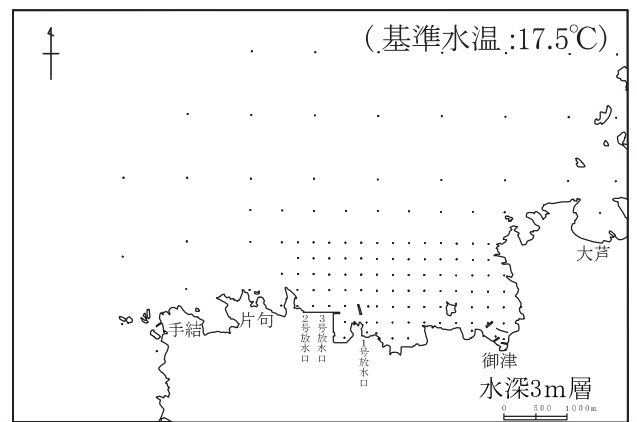 (基準水温:17.5℃)
大芦
手結
片句
2号放水口
3号放水口
1号放水口
御津
水深3m層
0 500 1000m